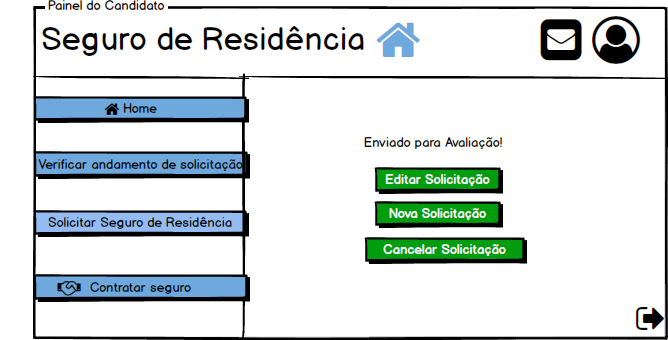 Painel do Candidato
Seguro de Residência
Home
Verificar andamento de solicitação
Solicitar Seguro de Residência
Contratar seguro
Enviado para Avaliação!
Editar Solicitação
Nova Solicitação
Cancelar Solicitação